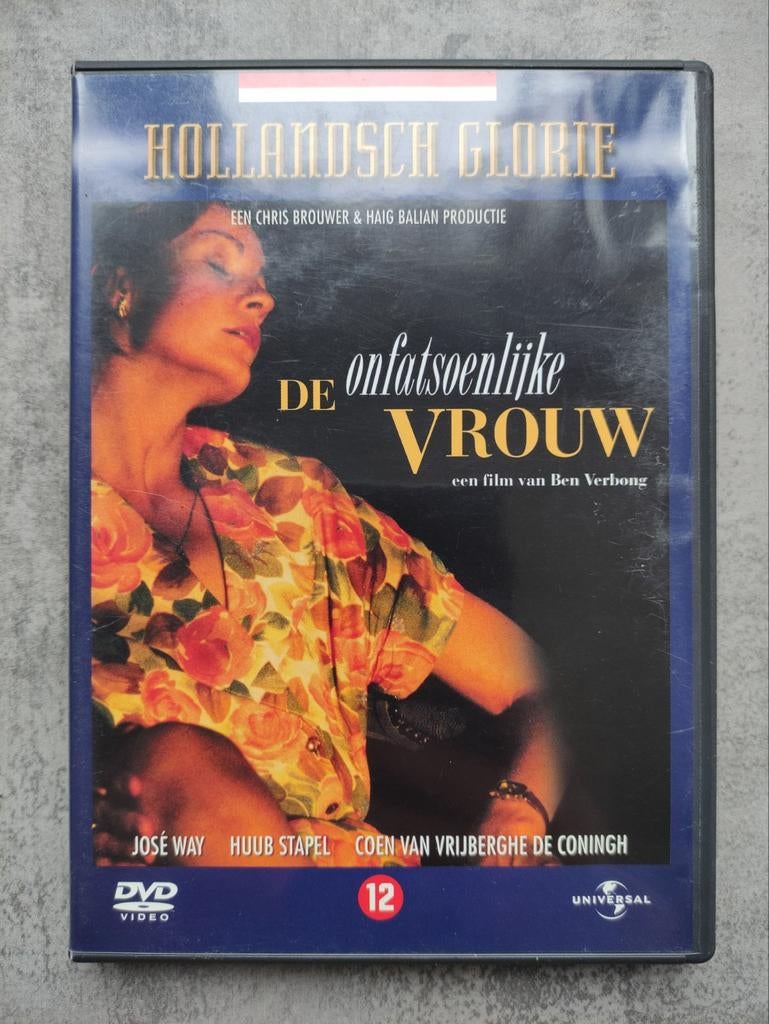 HOLLANDSCH GLORIE
EEN CHRIS BROUWER & HAIG BALIAN PRODUCTIE
DE onfatsoenlijke
VROUW
een film van Ben Verbong
JOSÉ WAY HUUB STAPEL COEN VAN VRIJBERGHE DE CONINGH
DVD
VIDEO
12
UNIVERSAL